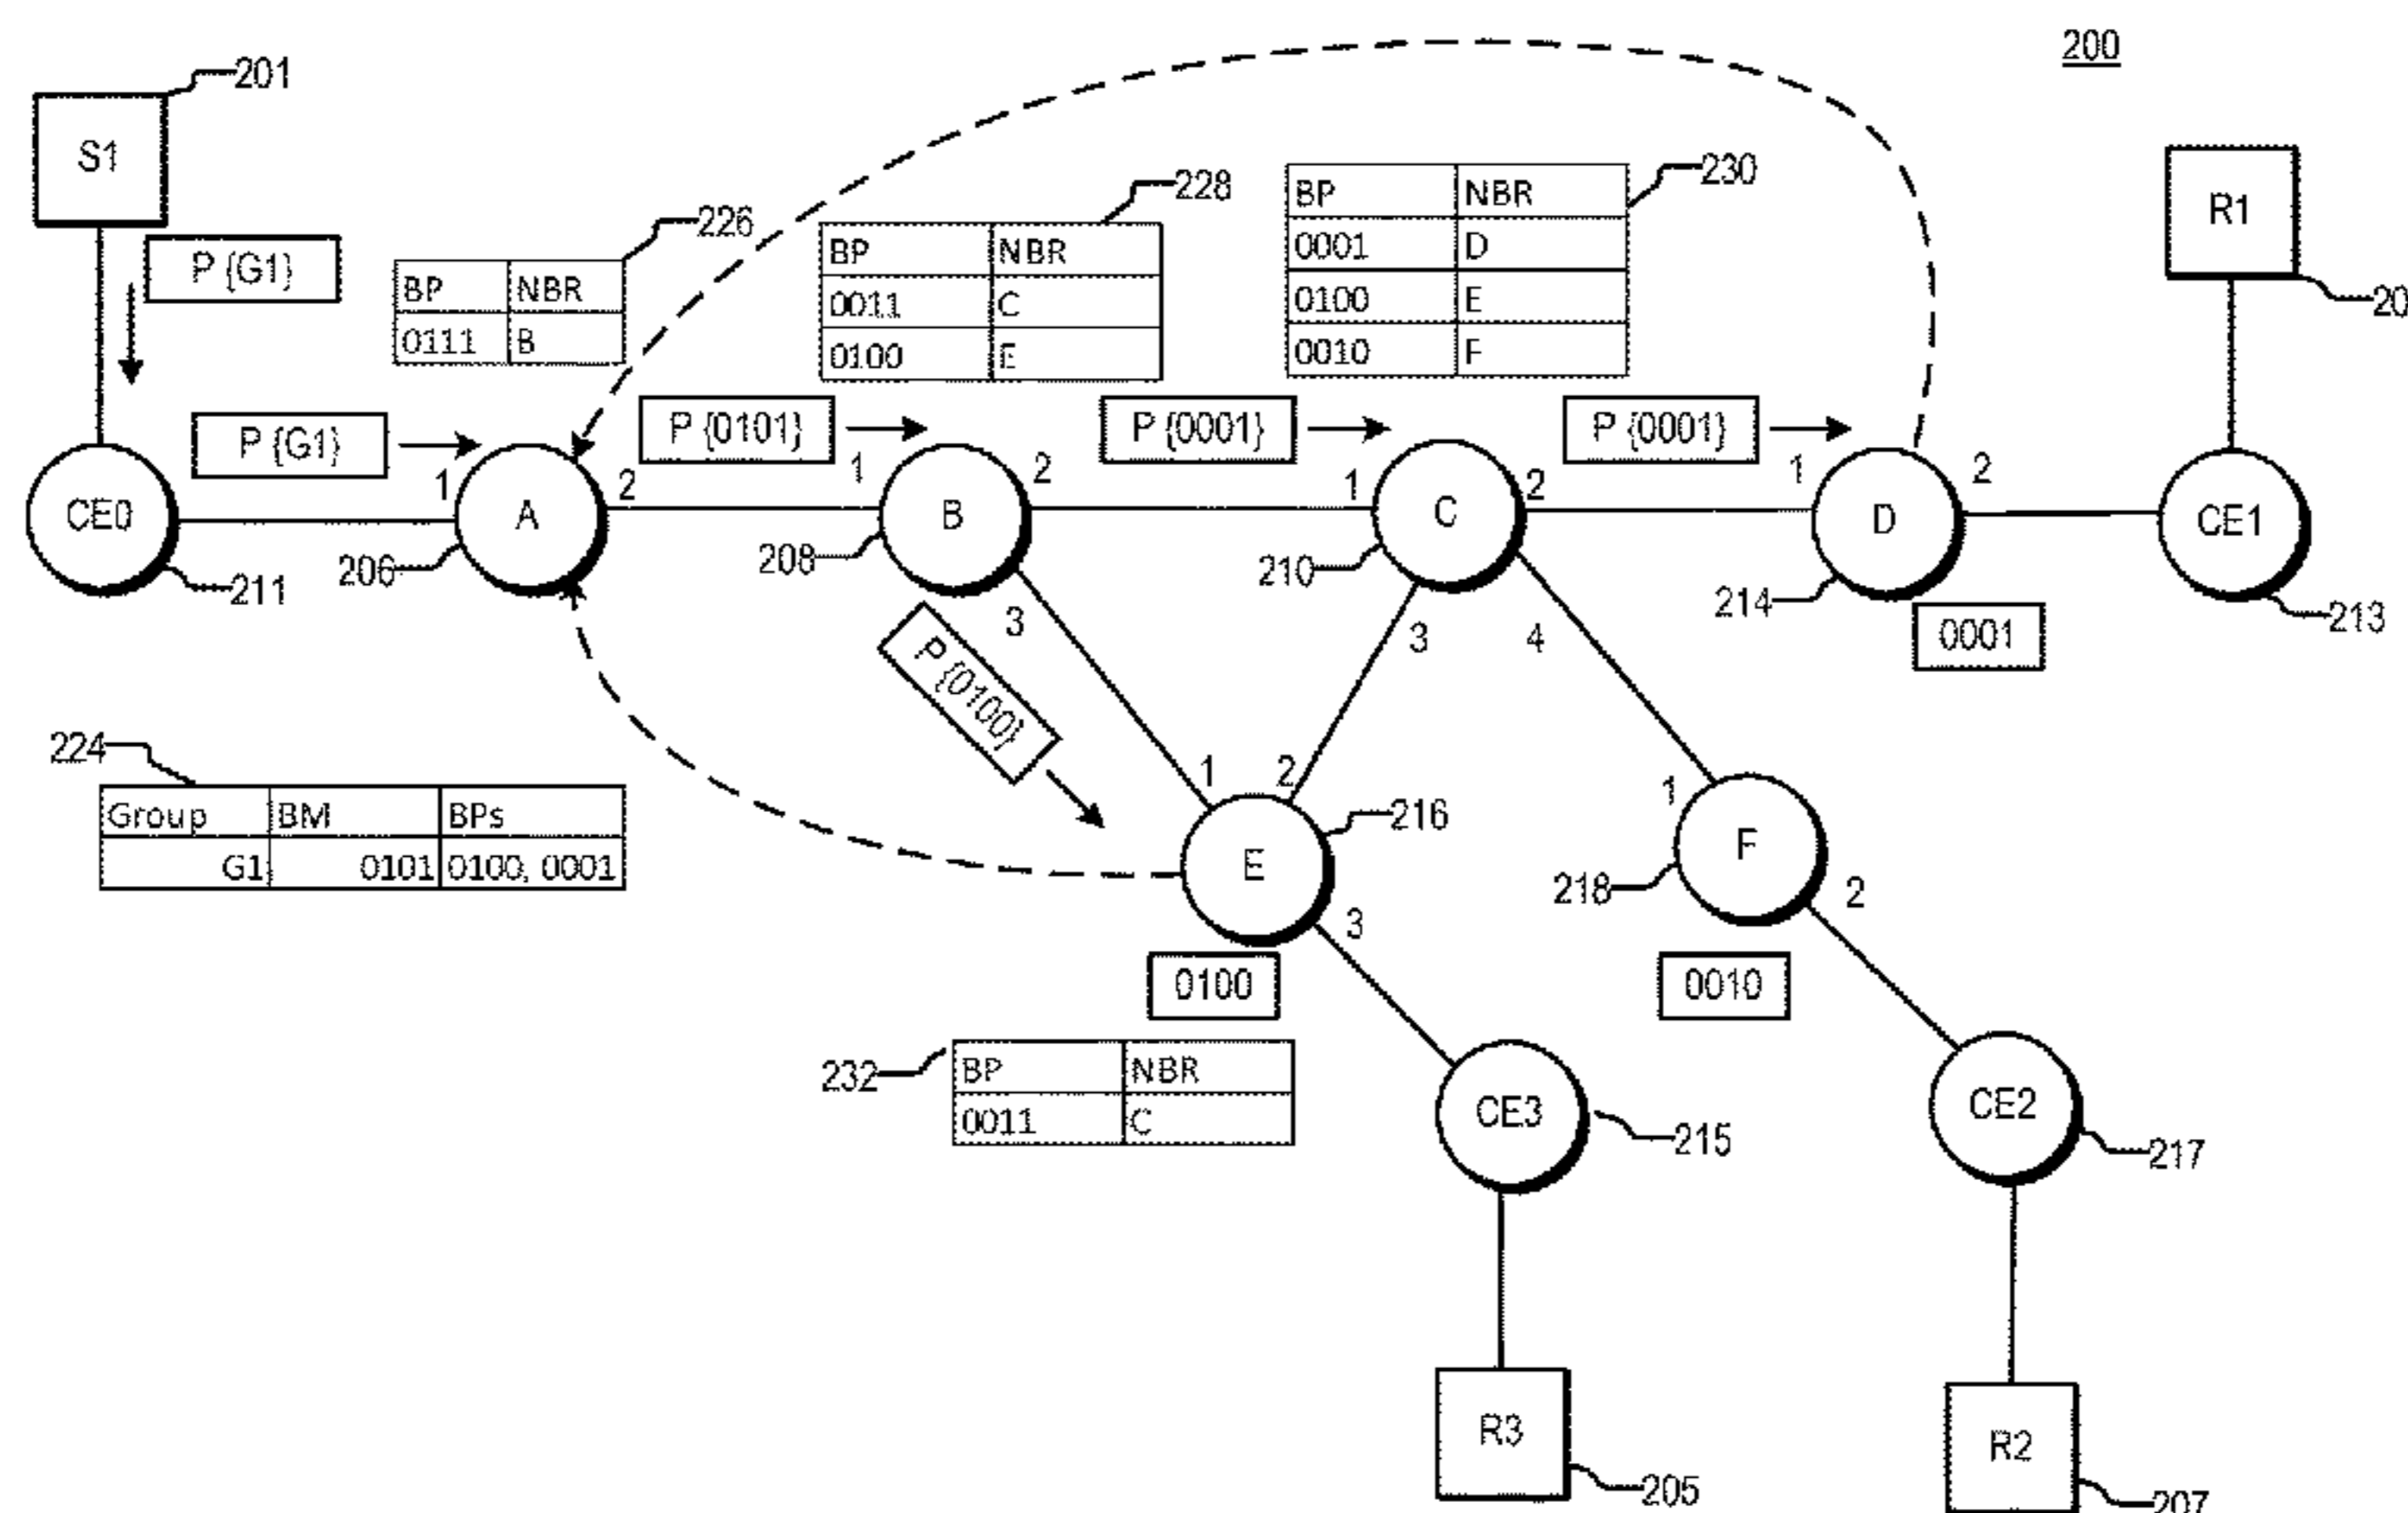 200
201
S1
P {G1}
226
BP NBR
0111 B
228
BP NBR
0011 C
0100 E
230
BP NBR
0001 D
0100 E
0010 F
R1
20
P {G1}
P {0101}
P {0001}
P {0001}
CE0
211
1 A 2
206
1 B 2
208
3
1 C 2
210
3 4
1 D 2
214
0001
CE1
213
P {0100}
224
Group BM BPs
G1 0101 0100, 0001
1 2
E
216
3
0100
1
F
218
2
0010
232
BP NBR
0011 C
CE3
215
CE2
217
R3
205
R2
207